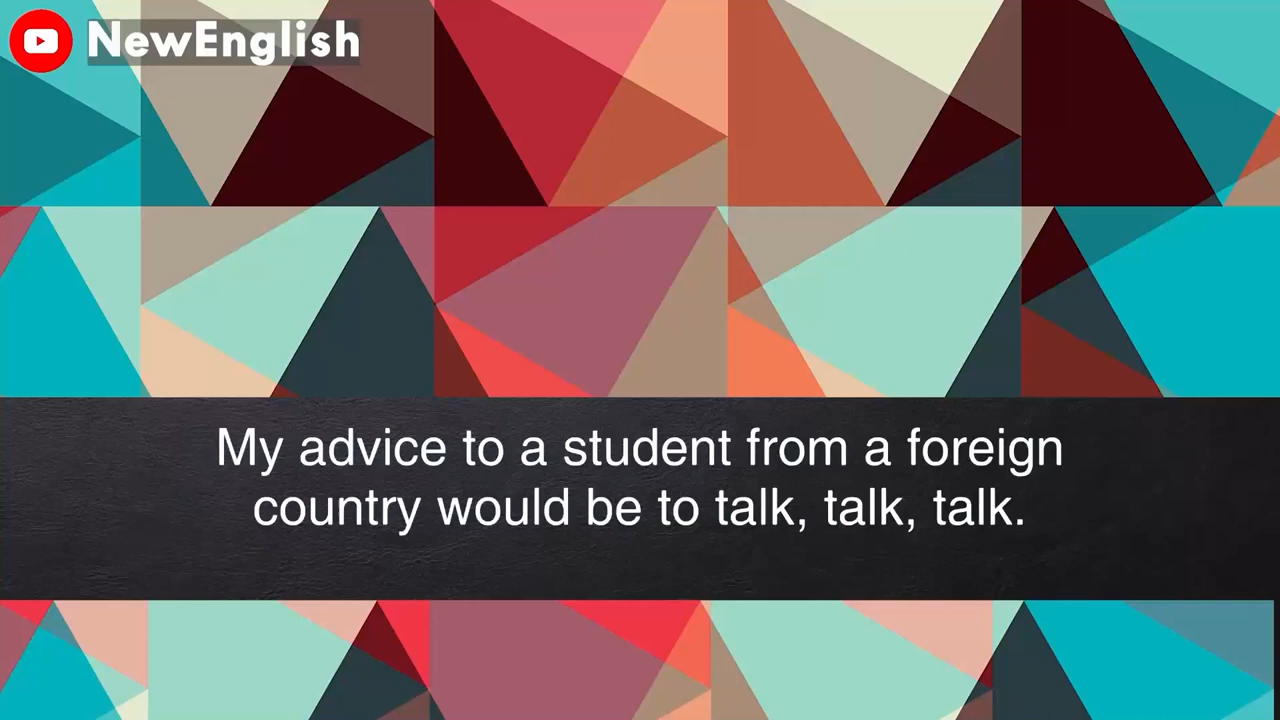 NewEnglish
My advice to a student from a foreign
country would be to talk, talk, talk.